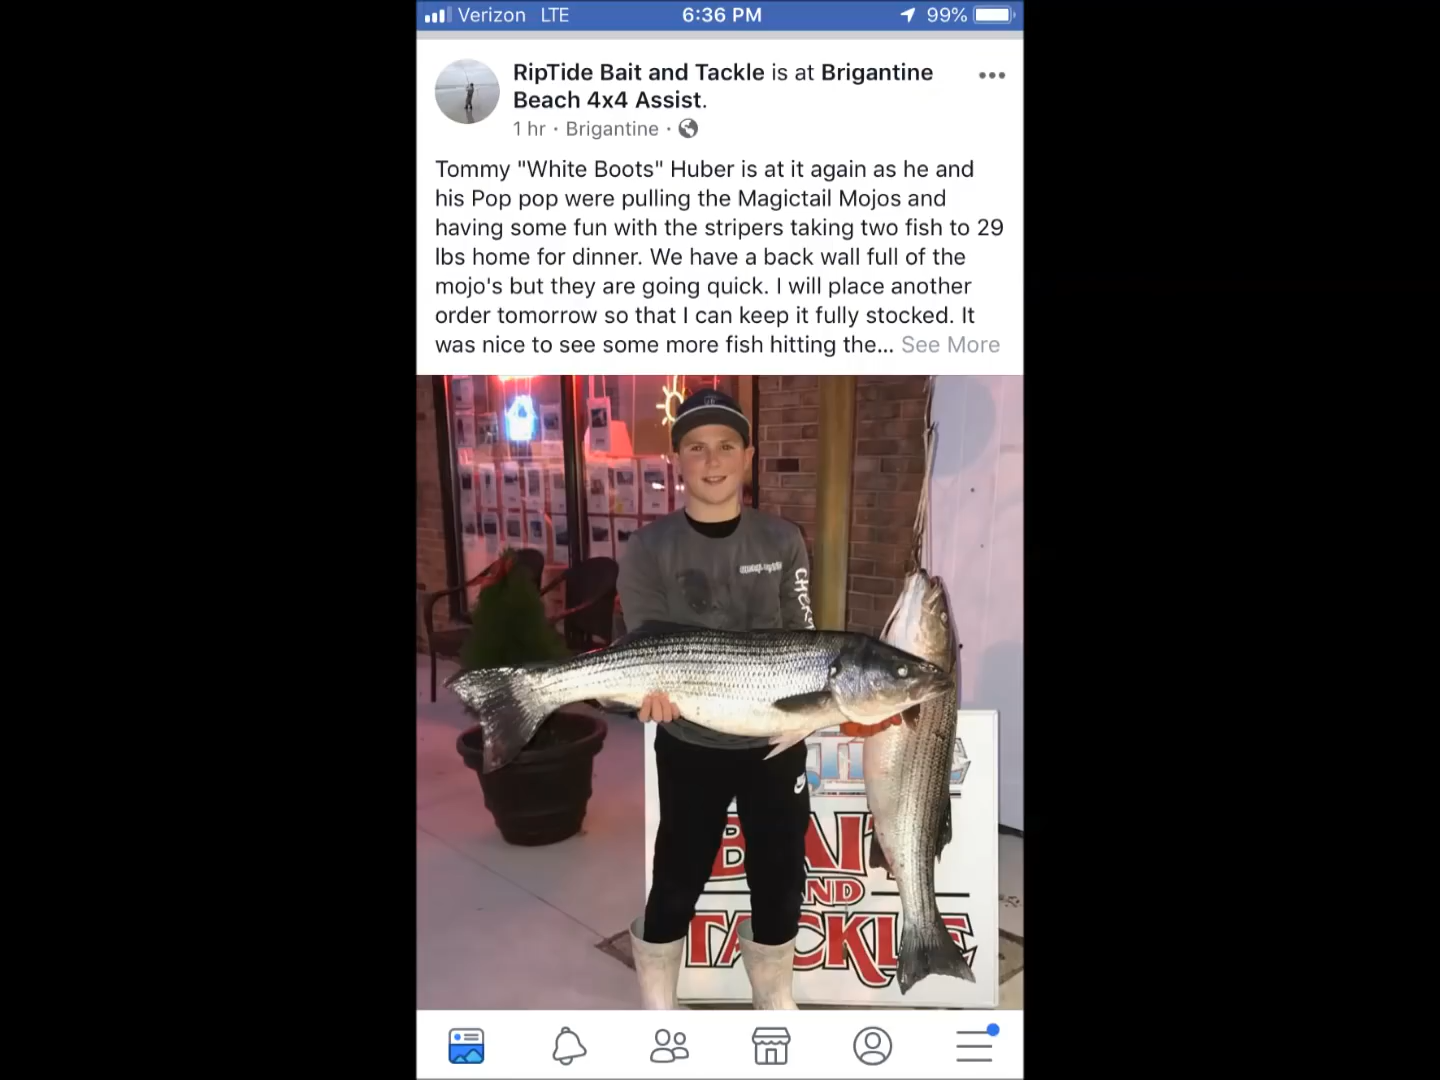 Verizon LTE 6:36 PM 99%
RipTide Bait and Tackle is at Brigantine
Beach 4x4 Assist.
1 hr · Brigantine ·
Tommy "White Boots" Huber is at it again as he and
his Pop pop were pulling the Magictail Mojos and
having some fun with the stripers taking two fish to 29
lbs home for dinner. We have a back wall full of the
mojo's but they are going quick. I will place another
order tomorrow so that I can keep it fully stocked. It
was nice to see some more fish hitting the... See More
BAIT
AND
TACKLE